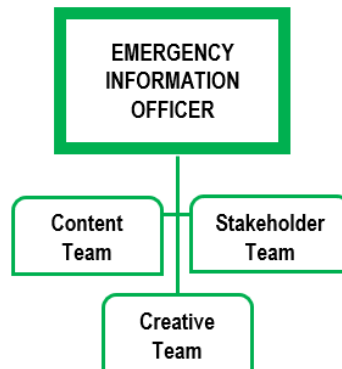 EMERGENCY
INFORMATION
OFFICER
Content
Team
Stakeholder
Team
Creative
Team